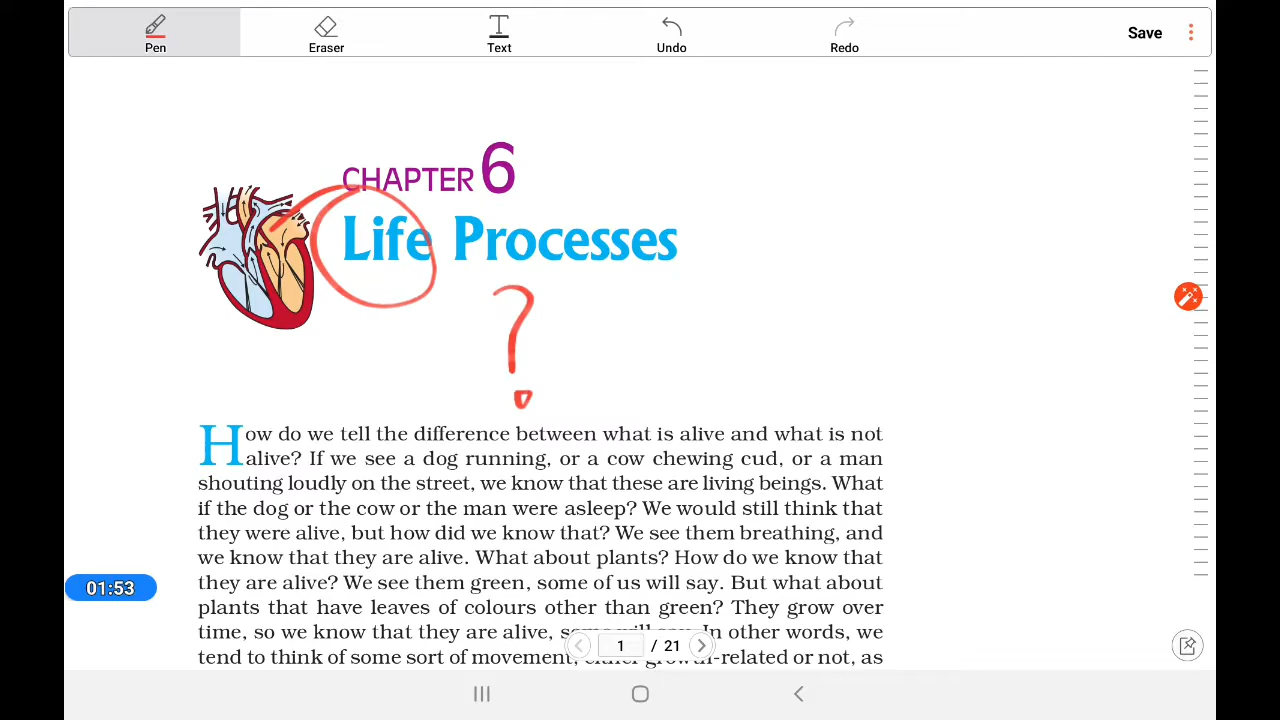 Pen
Eraser
Text
Undo
Redo
Save
CHAPTER 6
Life Processes
?
How do we tell the difference between what is alive and what is not
alive? If we see a dog running, or a cow chewing cud, or a man
shouting loudly on the street, we know that these are living beings. What
if the dog or the cow or the man were asleep? We would still think that
they were alive, but how did we know that? We see them breathing, and
we know that they are alive. What about plants? How do we know that
they are alive? We see them green, some of us will say. But what about
plants that have leaves of colours other than green? They grow over
time, so we know that they are alive, some will say. In other words, we
tend to think of some sort of movement, either growth-related or not, as
01:53
1 / 21